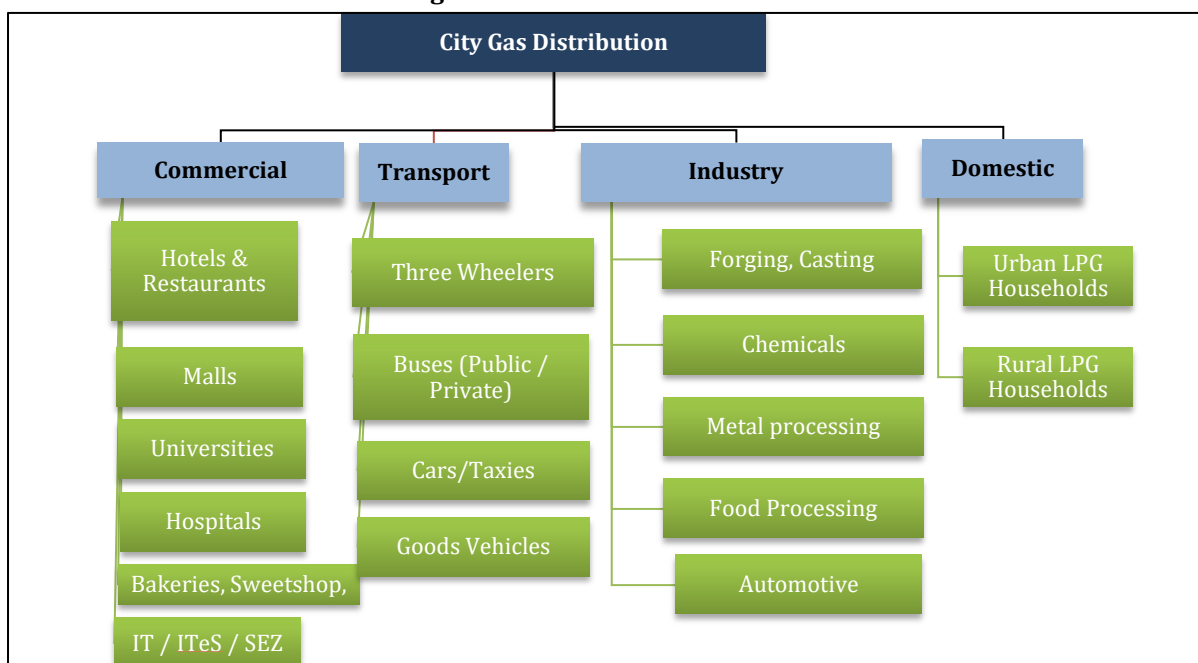 City Gas Distribution
Commercial
Hotels &
Restaurants
Malls
Universities
Hospitals
Bakeries, Sweetshop,
IT / ITeS / SEZ
Transport
Three Wheelers
Buses (Public /
Private)
Cars/Taxies
Goods Vehicles
Industry
Forging, Casting
Chemicals
Metal processing
Food Processing
Automotive
Domestic
Urban LPG
Households
Rural LPG
Households